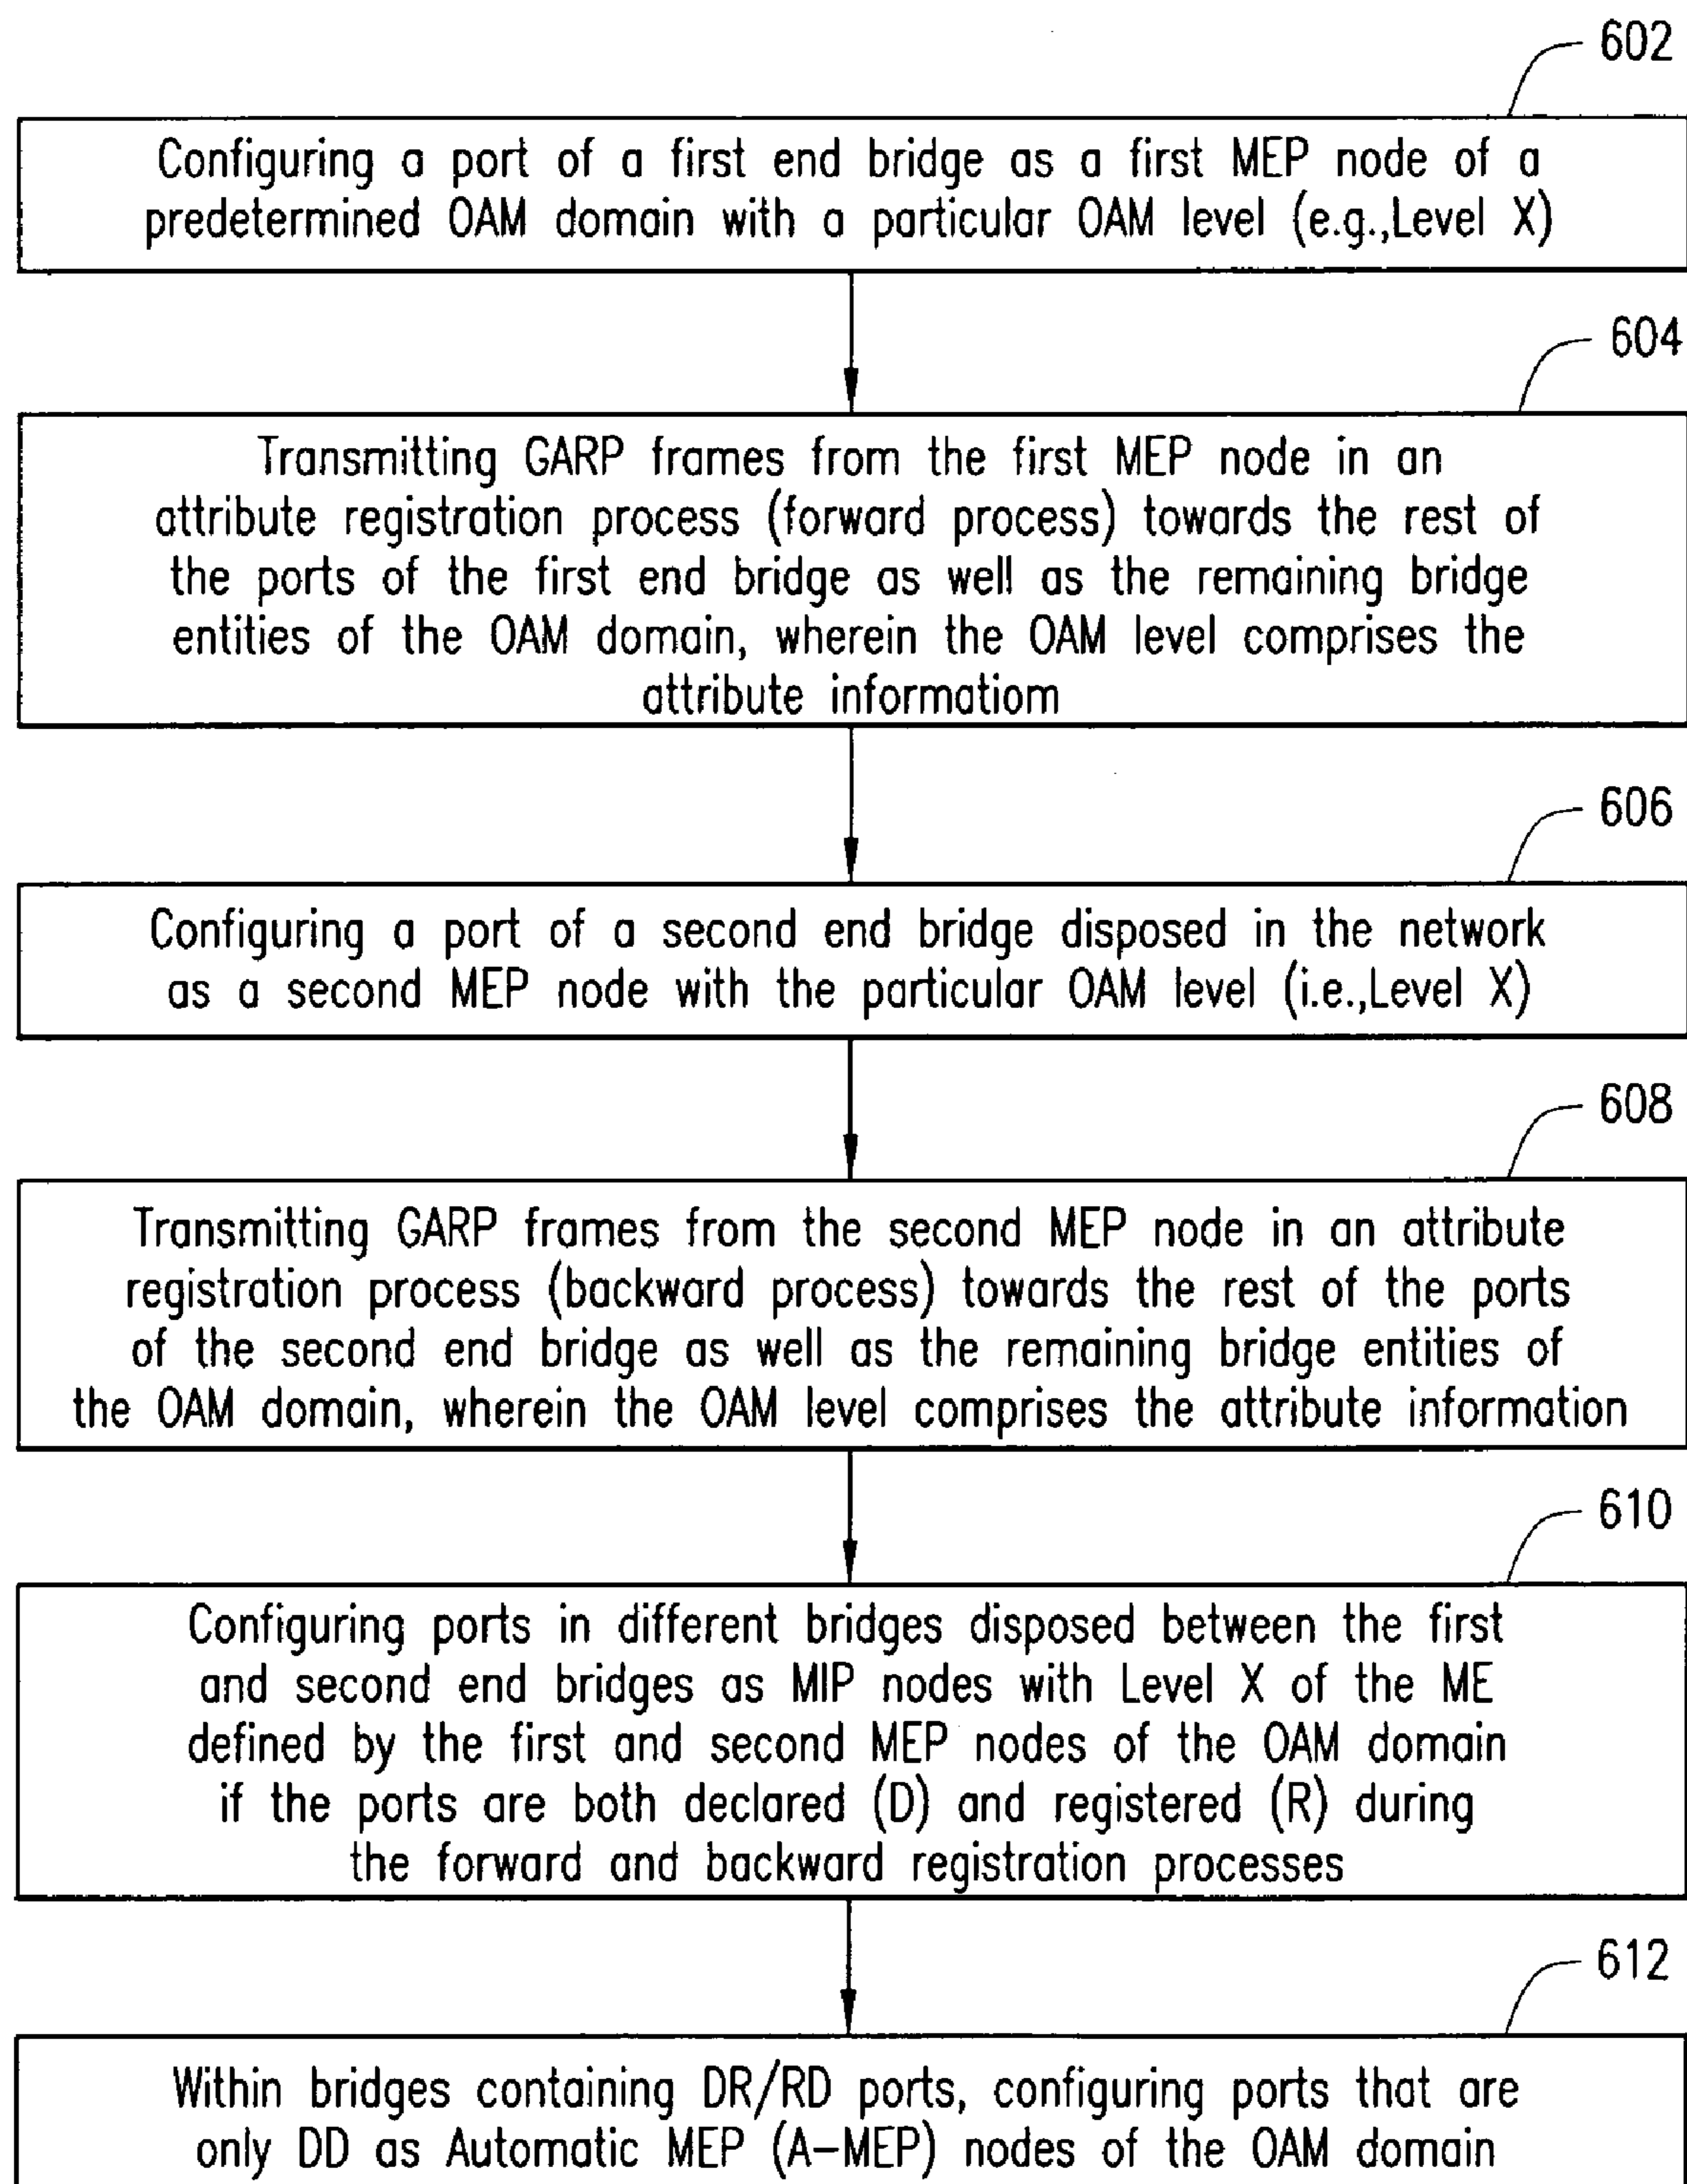 602
Configuring a port of a first end bridge as a first MEP node of a
predetermined OAM domain with a particular OAM level (e.g.,Level X)
604
Transmitting GARP frames from the first MEP node in an
attribute registration process (forward process) towards the rest of
the ports of the first end bridge as well as the remaining bridge
entities of the OAM domain, wherein the OAM level comprises the
attribute informatiom
606
Configuring a port of a second end bridge disposed in the network
as a second MEP node with the particular OAM level (i.e.,Level X)
608
Transmitting GARP frames from the second MEP node in an attribute
registration process (backward process) towards the rest of the ports
of the second end bridge as well as the remaining bridge entities of
the OAM domain, wherein the OAM level comprises the attribute information
610
Configuring ports in different bridges disposed between the first
and second end bridges as MIP nodes with Level X of the ME
defined by the first and second MEP nodes of the OAM domain
if the ports are both declared (D) and registered (R) during
the forward and backward registration processes
612
Within bridges containing DR/RD ports, configuring ports that are
only DD as Automatic MEP (A-MEP) nodes of the OAM domain